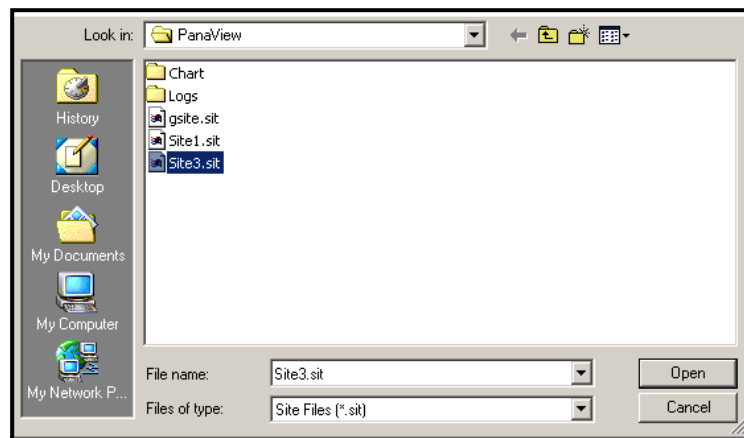 Look in: PanaView
History
Desktop
My Documents
My Computer
My Network P...
Chart
Logs
gsite.sit
Site1.sit
Site3.sit
File name: Site3.sit Open
Files of type: Site Files (*.sit) Cancel